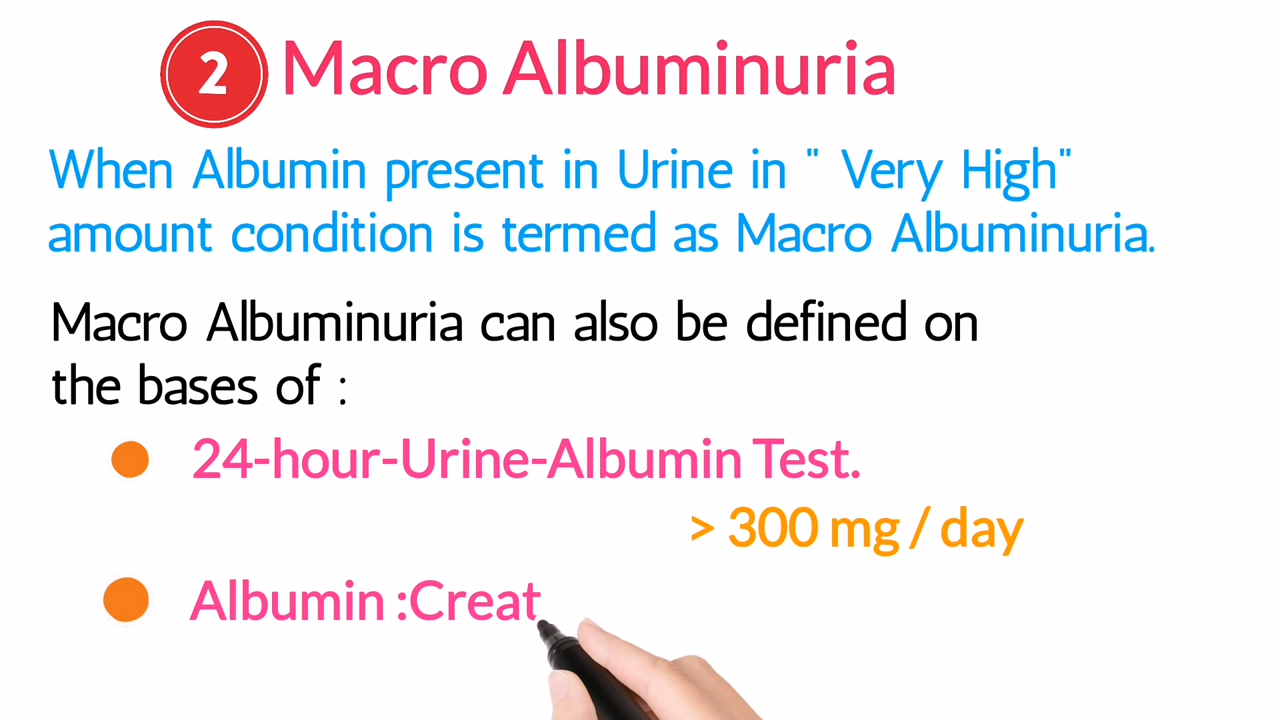 2 Macro Albuminuria
When Albumin present in Urine in " Very High"
amount condition is termed as Macro Albuminuria.
Macro Albuminuria can also be defined on
the bases of :
24-hour-Urine-Albumin Test.
> 300 mg / day
Albumin :Creat